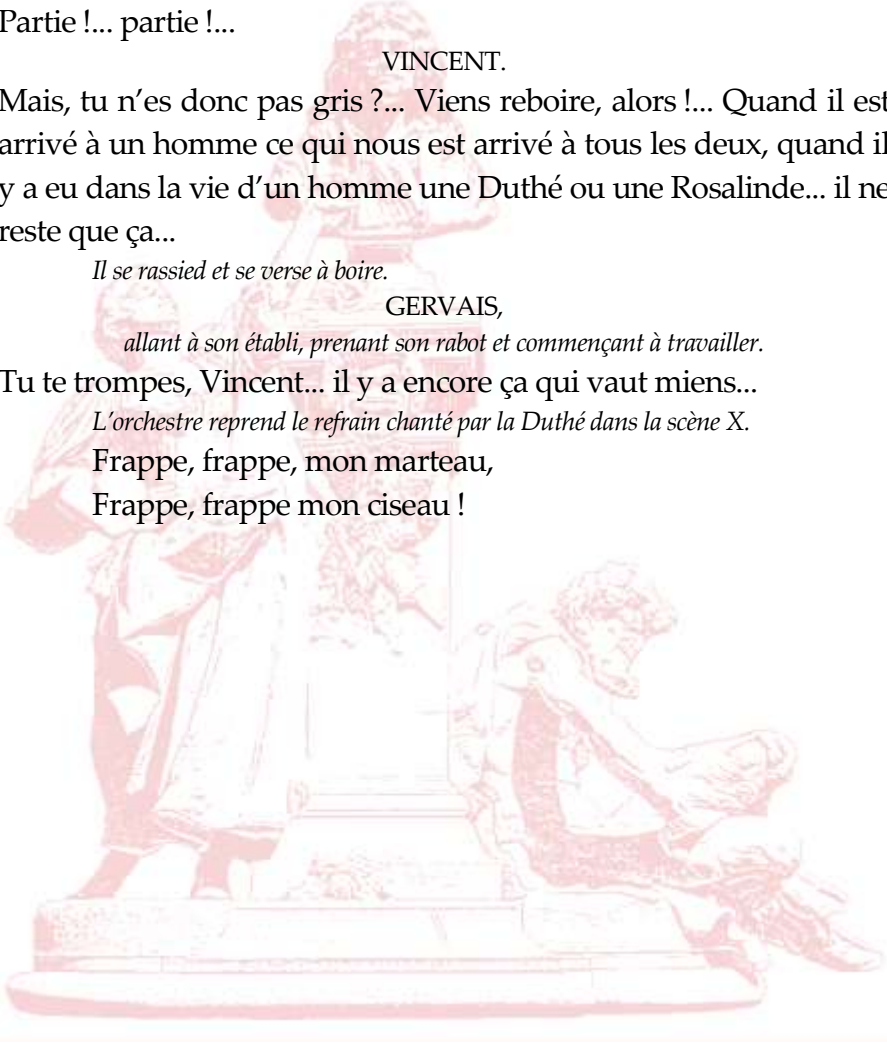 Partie !... partie !...
VINCENT.
Mais, tu n’es donc pas gris ?... Viens reboire, alors !... Quand il est
arrivé à un homme ce qui nous est arrivé à tous les deux, quand il
y a eu dans la vie d’un homme une Duthé ou une Rosalinde... il ne
reste que ça...
Il se rassied et se verse à boire.
GERVAIS,
allant à son établi, prenant son rabot et commençant à travailler.
Tu te trompes, Vincent... il y a encore ça qui vaut miens...
L’orchestre reprend le refrain chanté par la Duthé dans la scène X.
Frappe, frappe, mon marteau,
Frappe, frappe mon ciseau !